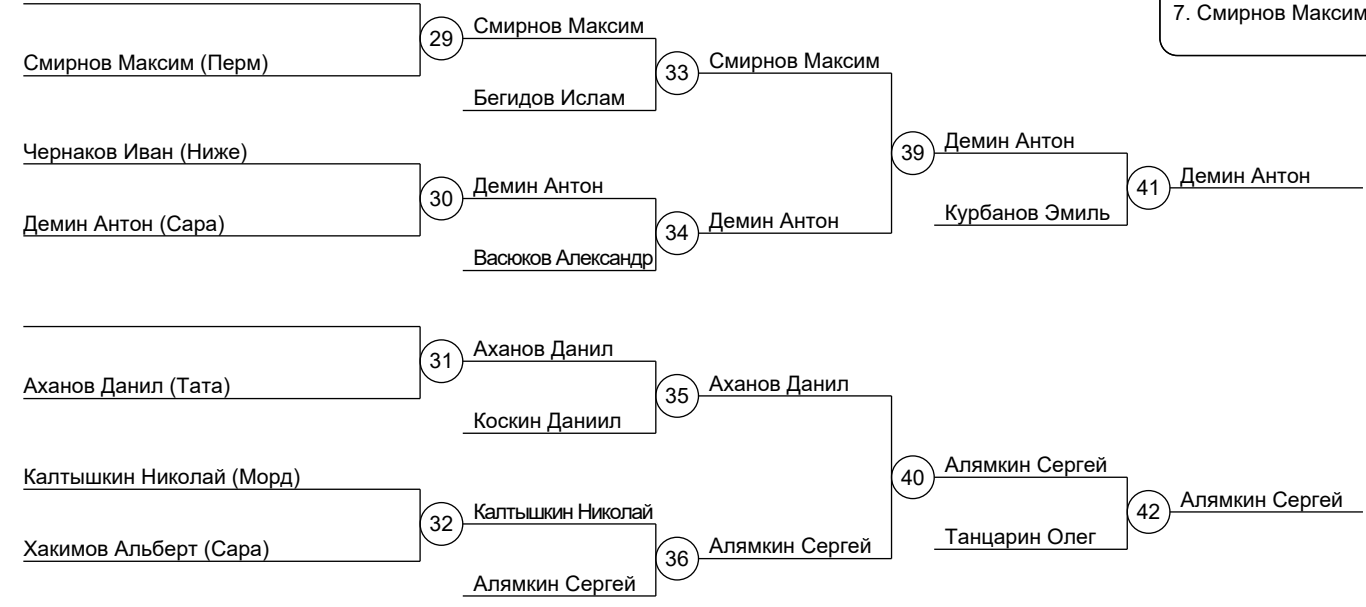 7. Смирнов Максим
29
Смирнов Максим
Смирнов Максим (Перм)
33
Смирнов Максим
Бегидов Ислам
Чернаков Иван (Ниже)
39
Демин Антон
30
Демин Антон
41
Демин Антон
Демин Антон (Сара)
34
Демин Антон
Курбанов Эмиль
Васюков Александр
31
Аханов Данил
Аханов Данил (Тата)
35
Аханов Данил
Коскин Даниил
Калтышкин Николай (Морд)
40
Алямкин Сергей
32
Калтышкин Николай
42
Алямкин Сергей
Хакимов Альберт (Сара)
36
Алямкин Сергей
Танцарин Олег
Алямкин Сергей